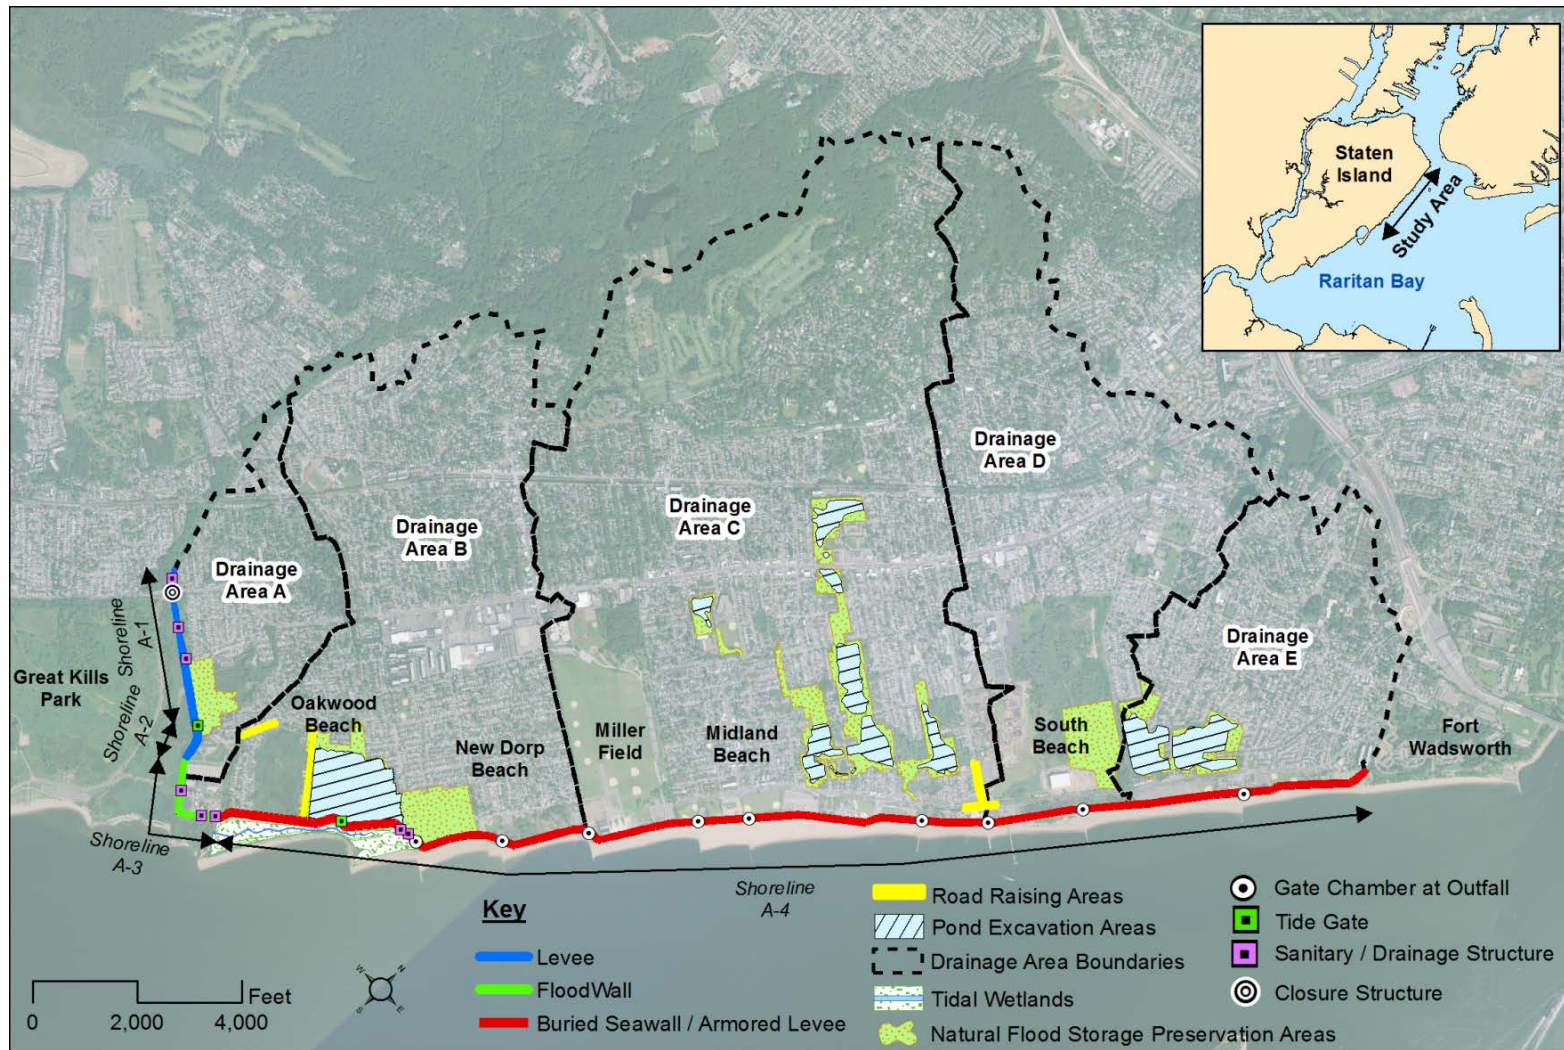 Staten
Island
Study Area
Raritan Bay
Drainage
Area D
Drainage
Area C
Drainage
Area B
Drainage
Area A
Drainage
Area E
Shoreline
A-1
Great Kills
Park
Shoreline
A-2
Oakwood
Beach
New Dorp
Beach
Miller
Field
Midland
Beach
South
Beach
Fort
Wadsworth
Shoreline
A-3
Shoreline
A-4
Key
Levee
FloodWall
Buried Seawall / Armored Levee
Road Raising Areas
Pond Excavation Areas
Drainage Area Boundaries
Tidal Wetlands
Natural Flood Storage Preservation Areas
Gate Chamber at Outfall
Tide Gate
Sanitary / Drainage Structure
Closure Structure
Feet
0 2,000 4,000
W N
S E